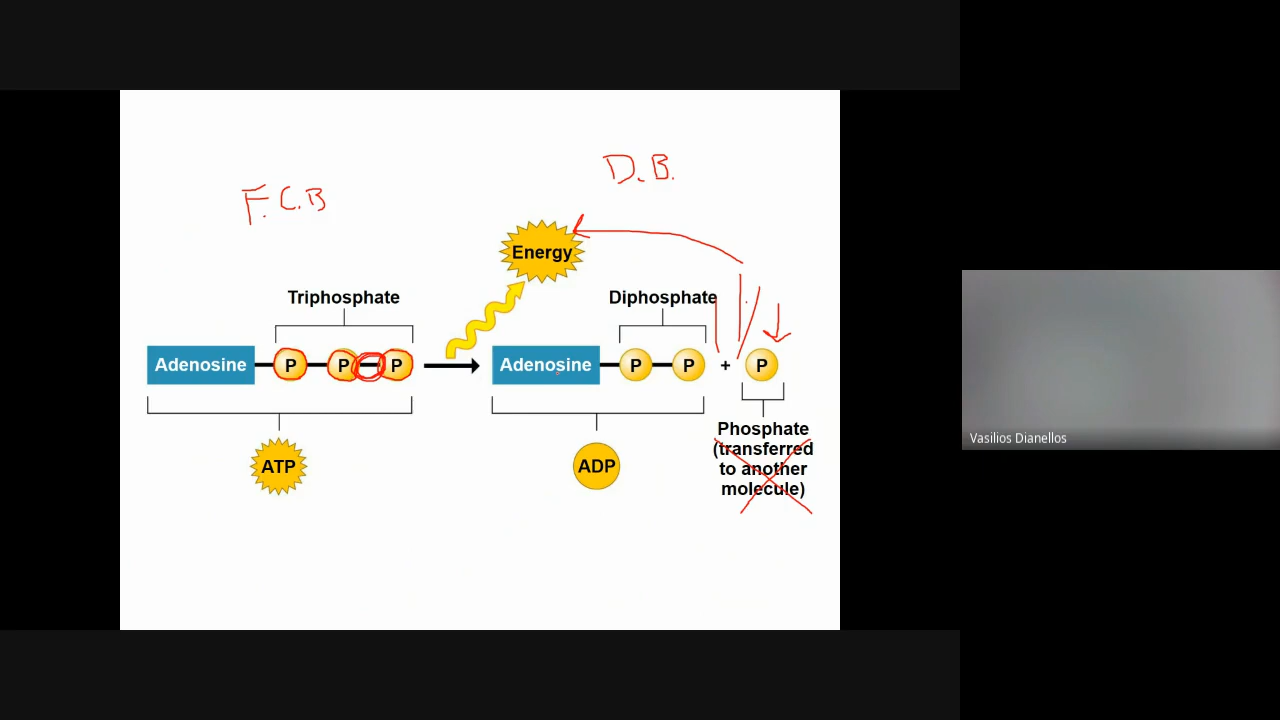 D.B.
F.C.B
Energy
Triphosphate
Diphosphate
Adenosine P P P
Adenosine P P + P
Phosphate
(transferred
to another
molecule)
ATP
ADP
Vasilios Dianellos